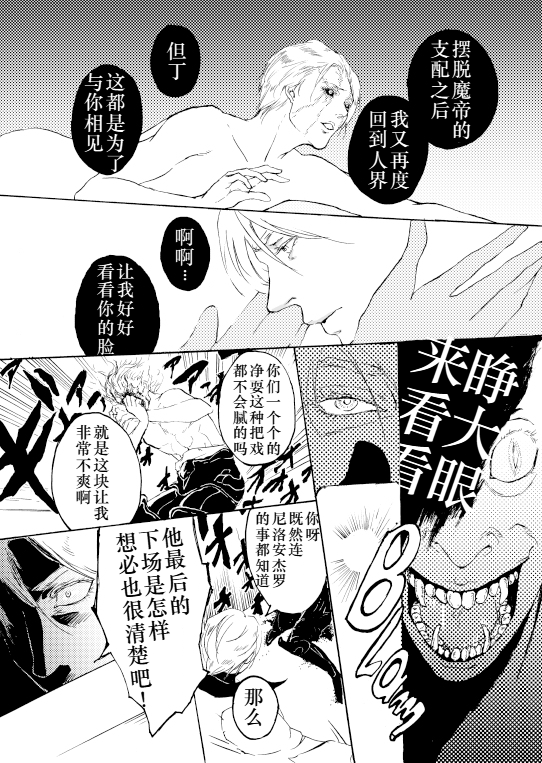 摆脱魔帝的
支配之后
我又再度
回到人界
但丁
这都是为了
与你相见
啊啊…
让我好好
看看你的脸
睁大眼
来看看
你们一个个的
净耍这种把戏
都不会腻的吗
就是这块让我
非常不爽啊
BLAM
你呀
既然连
尼洛安杰罗
的事都知道
那么
他最后的
下场是怎样
想必也很清楚吧！